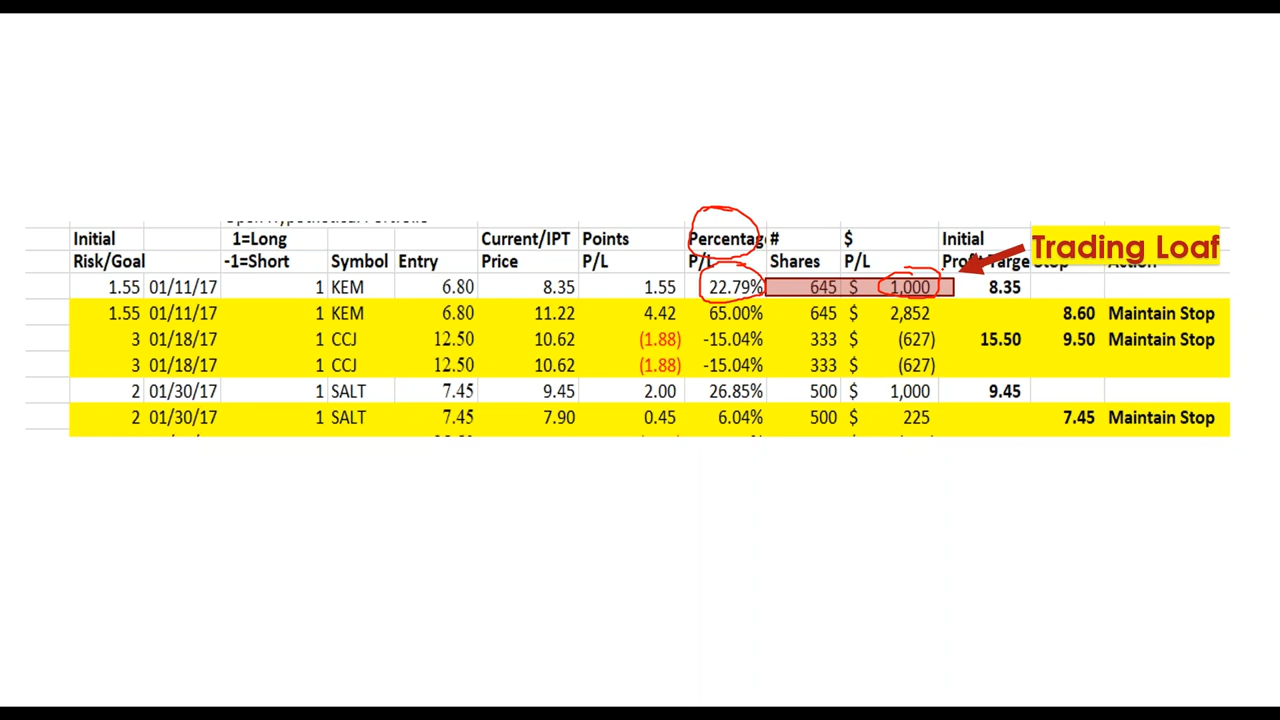 Initial 1=Long Current/IPT Points Percentag # $ Initial
Trading Loaf
Risk/Goal -1=Short Symbol Entry Price P/L P/L Shares P/L
1.55 01/11/17 1 KEM 6.80 8.35 1.55 22.79% 645 $ 1,000 8.35
1.55 01/11/17 1 KEM 6.80 11.22 4.42 65.00% 645 $ 2,852 8.60 Maintain Stop
3 01/18/17 1 CCJ 12.50 10.62 (1.88) -15.04% 333 $ (627) 15.50 9.50 Maintain Stop
3 01/18/17 1 CCJ 12.50 10.62 (1.88) -15.04% 333 $ (627)
2 01/30/17 1 SALT 7.45 9.45 2.00 26.85% 500 $ 1,000 9.45
2 01/30/17 1 SALT 7.45 7.90 0.45 6.04% 500 $ 225 7.45 Maintain Stop